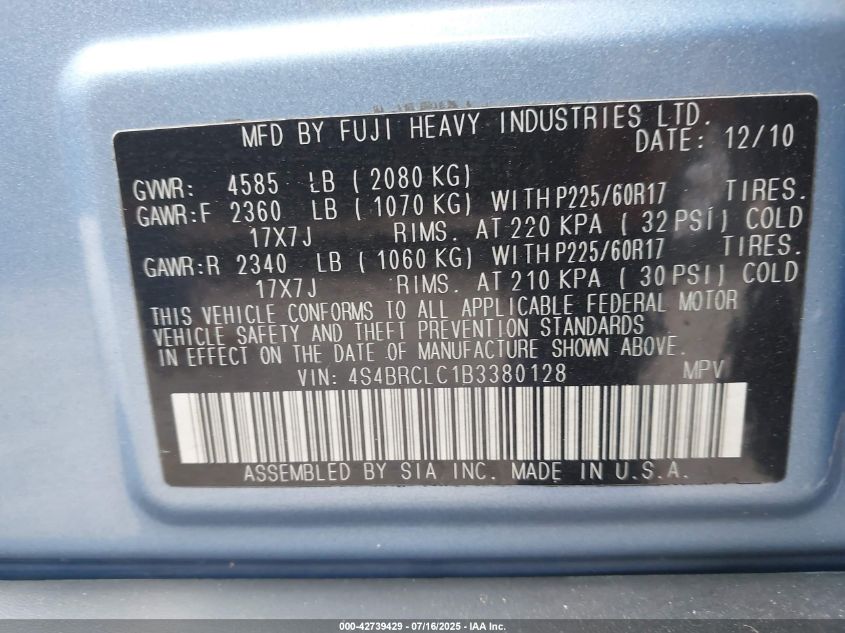 MFD BY FUJI HEAVY INDUSTRIES LTD.
DATE: 12/10
GVWR: 4585 LB ( 2080 KG)
GAWR:F 2360 LB ( 1070 KG) WITH P225/60R17 TIRES.
17X7J RIMS. AT 220 KPA ( 32 PSI) COLD
GAWR:R 2340 LB ( 1060 KG) WITH P225/60R17 TIRES.
17X7J RIMS. AT 210 KPA ( 30 PSI) COLD
THIS VEHICLE CONFORMS TO ALL APPLICABLE FEDERAL MOTOR
VEHICLE SAFETY AND THEFT PREVENTION STANDARDS
IN EFFECT ON THE DATE OF MANUFACTURE SHOWN ABOVE.
VIN: 4S4BRCLC1B3380128 MPV
ASSEMBLED BY SIA INC. MADE IN U.S.A.
000-42739429 - 07/16/2025 - IAA Inc.